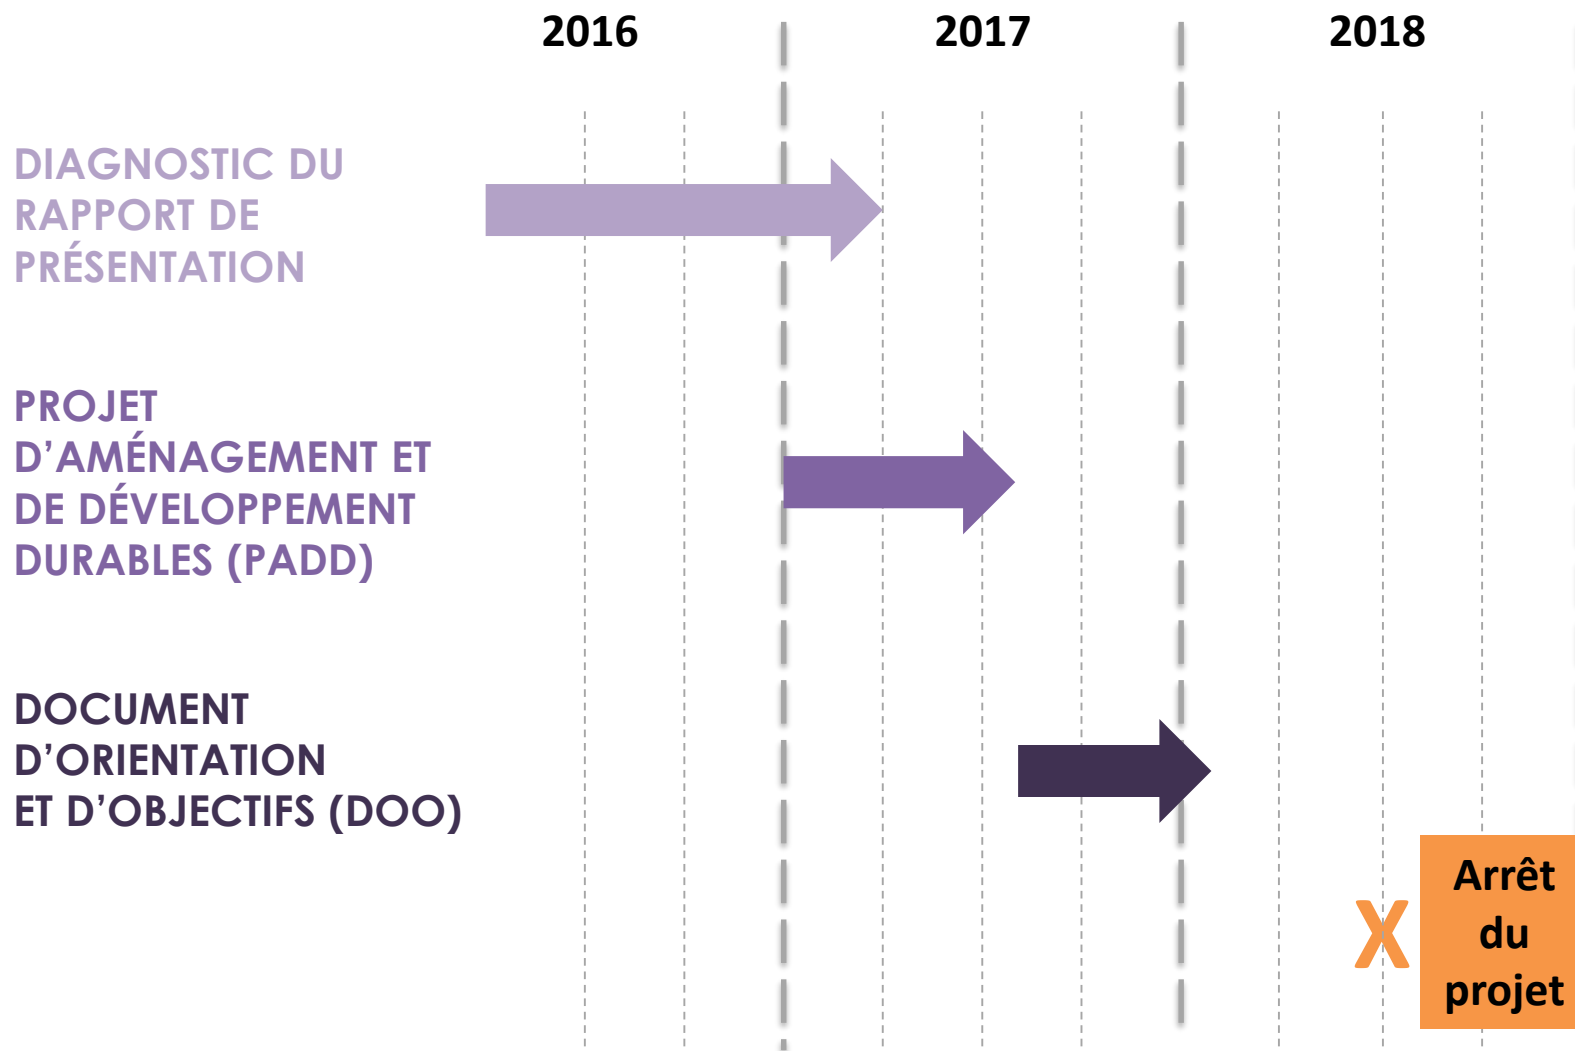 2016
2017
2018
DIAGNOSTIC DU
RAPPORT DE
PRÉSENTATION
PROJET
D’AMÉNAGEMENT ET
DE DÉVELOPPEMENT
DURABLES (PADD)
DOCUMENT
D’ORIENTATION
ET D’OBJECTIFS (DOO)
X
Arrêt
du
projet